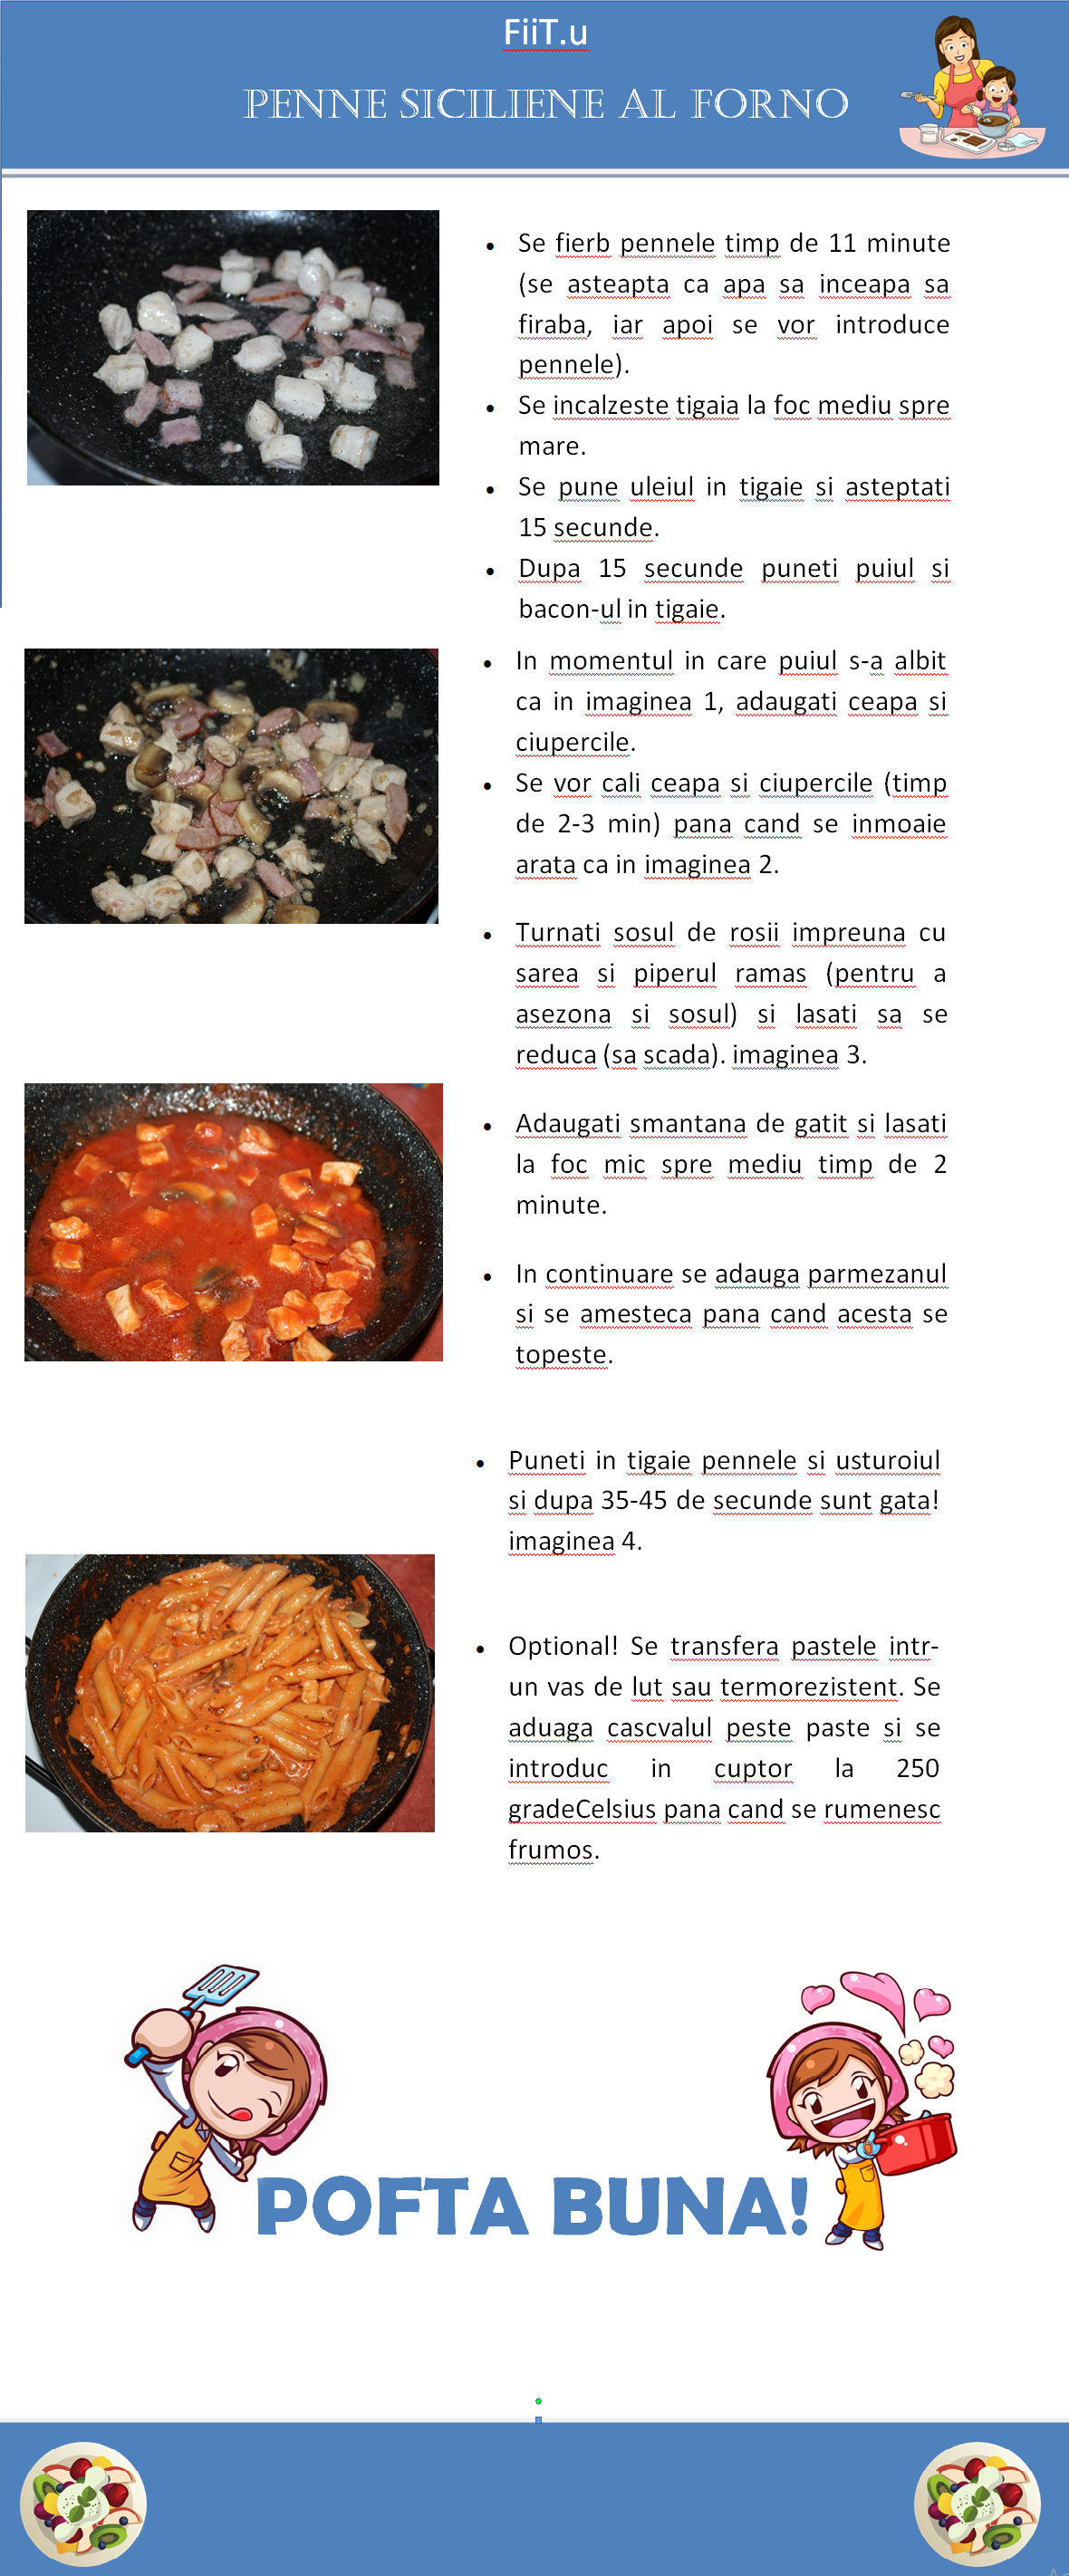 FiiT.u
PENNE SICILIENE AL FORNO
• Se fierb pennele timp de 11 minute
(se asteapta ca apa sa inceapa sa
firaba, iar apoi se vor introduce
pennele).
• Se incalzeste tigaia la foc mediu spre
mare.
• Se pune uleiul in tigaie si asteptati
15 secunde.
• Dupa 15 secunde puneti puiul si
bacon-ul in tigaie.
• In momentul in care puiul s-a albit
ca in imaginea 1, adaugati ceapa si
ciupercile.
• Se vor cali ceapa si ciupercile (timp
de 2-3 min) pana cand se inmoaie
arata ca in imaginea 2.
• Turnati sosul de rosii impreuna cu
sarea si piperul ramas (pentru a
asezona si sosul) si lasati sa se
reduca (sa scada). imaginea 3.
• Adaugati smantana de gatit si lasati
la foc mic spre mediu timp de 2
minute.
• In continuare se adauga parmezanul
si se amesteca pana cand acesta se
topeste.
• Puneti in tigaie pennele si usturoiul
si dupa 35-45 de secunde sunt gata!
imaginea 4.
• Optional! Se transfera pastele intr-
un vas de lut sau termorezistent. Se
aduaga cascvalul peste paste si se
introduc in cuptor la 250
gradeCelsius pana cand se rumenesc
frumos.
POFTA BUNA!